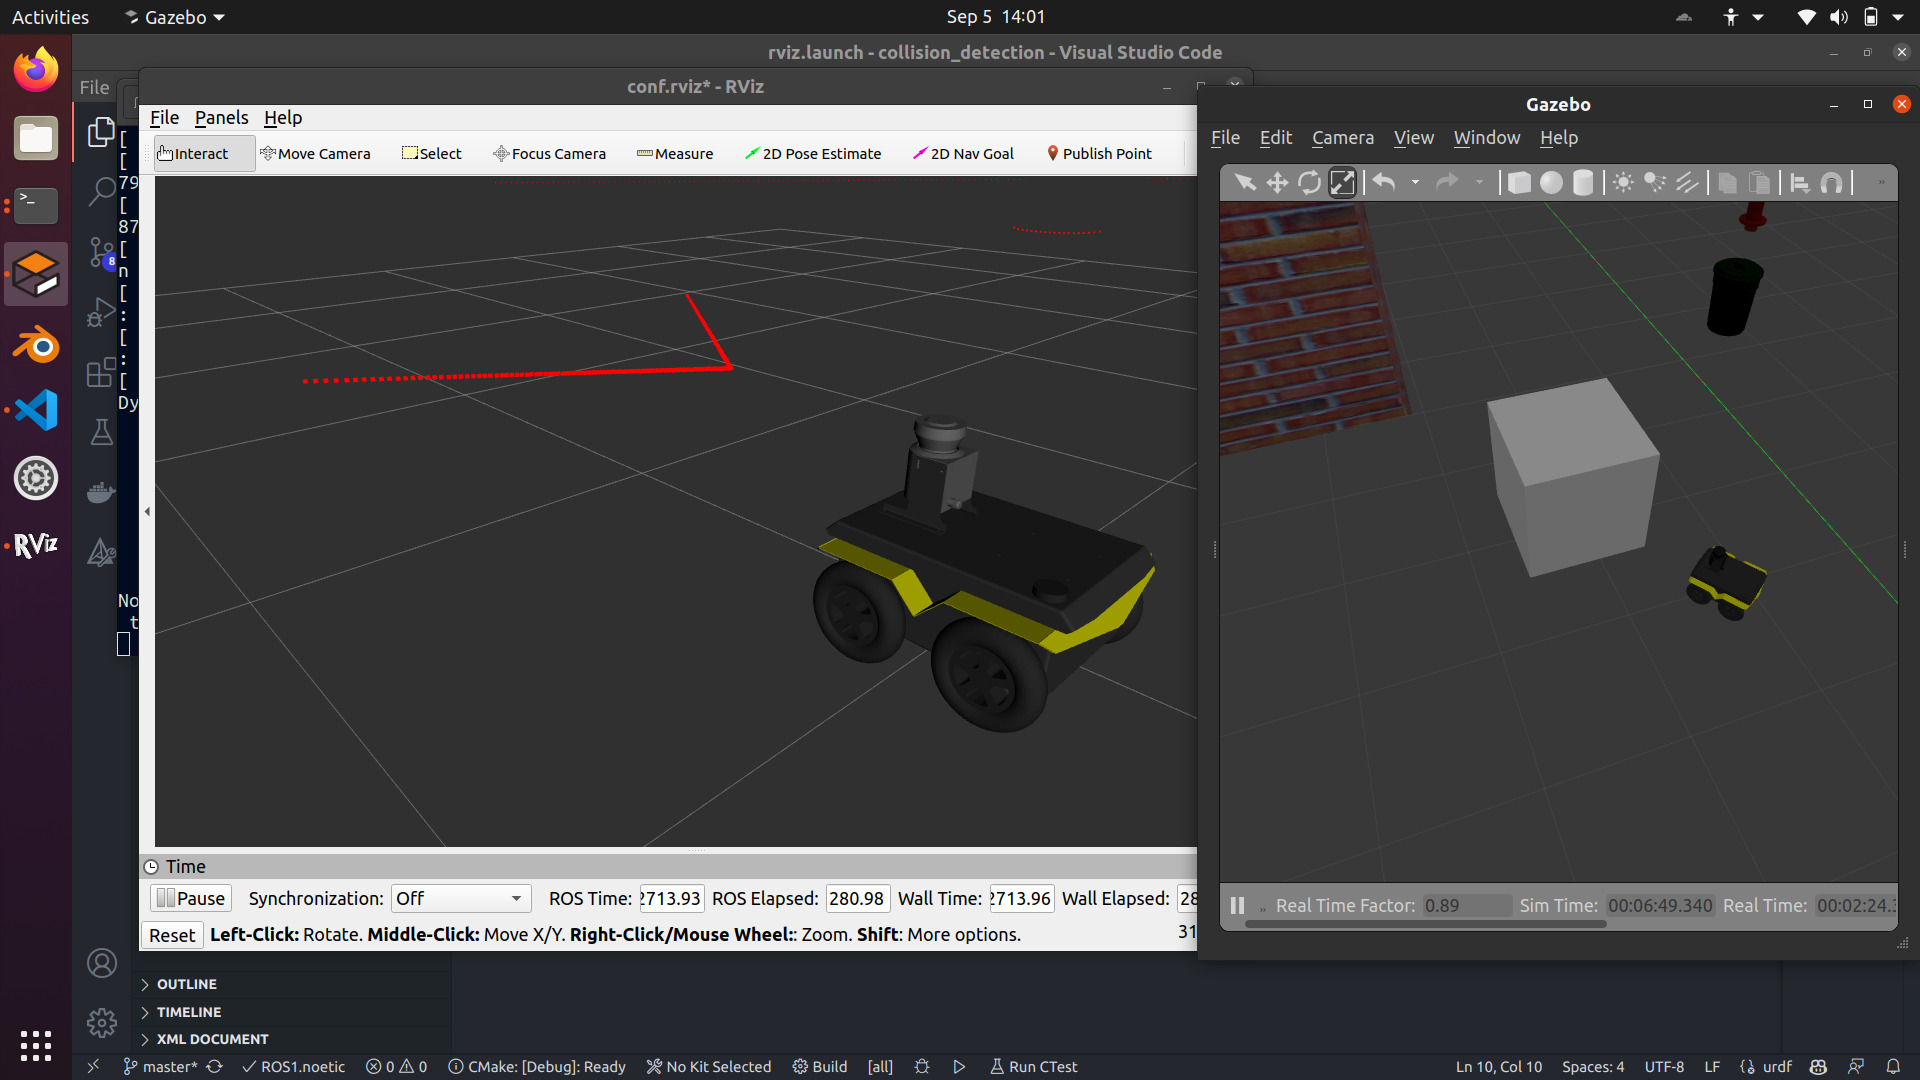 Activities
Gazebo
Sep 5 14:01
rviz.launch - collision_detection - Visual Studio Code
File
conf.rviz* - RViz
File Panels Help
Interact Move Camera Select Focus Camera Measure 2D Pose Estimate 2D Nav Goal Publish Point
Gazebo
File Edit Camera View Window Help
[
[
79
[
87
[
n
[
:
[
:
[
Dy
No
t
8
RViz
Time
Pause Synchronization: Off ROS Time: 2713.93 ROS Elapsed: 280.98 Wall Time: 2713.96 Wall Elapsed: 28
Reset Left-Click: Rotate. Middle-Click: Move X/Y. Right-Click/Mouse Wheel:: Zoom. Shift: More options. 31
Real Time Factor: 0.89 Sim Time: 00:06:49.340 Real Time: 00:02:24.3
OUTLINE
TIMELINE
XML DOCUMENT
master* ROS1.noetic 0 0 CMake: [Debug]: Ready No Kit Selected Build [all] Run CTest Ln 10, Col 10 Spaces: 4 UTF-8 LF urdf